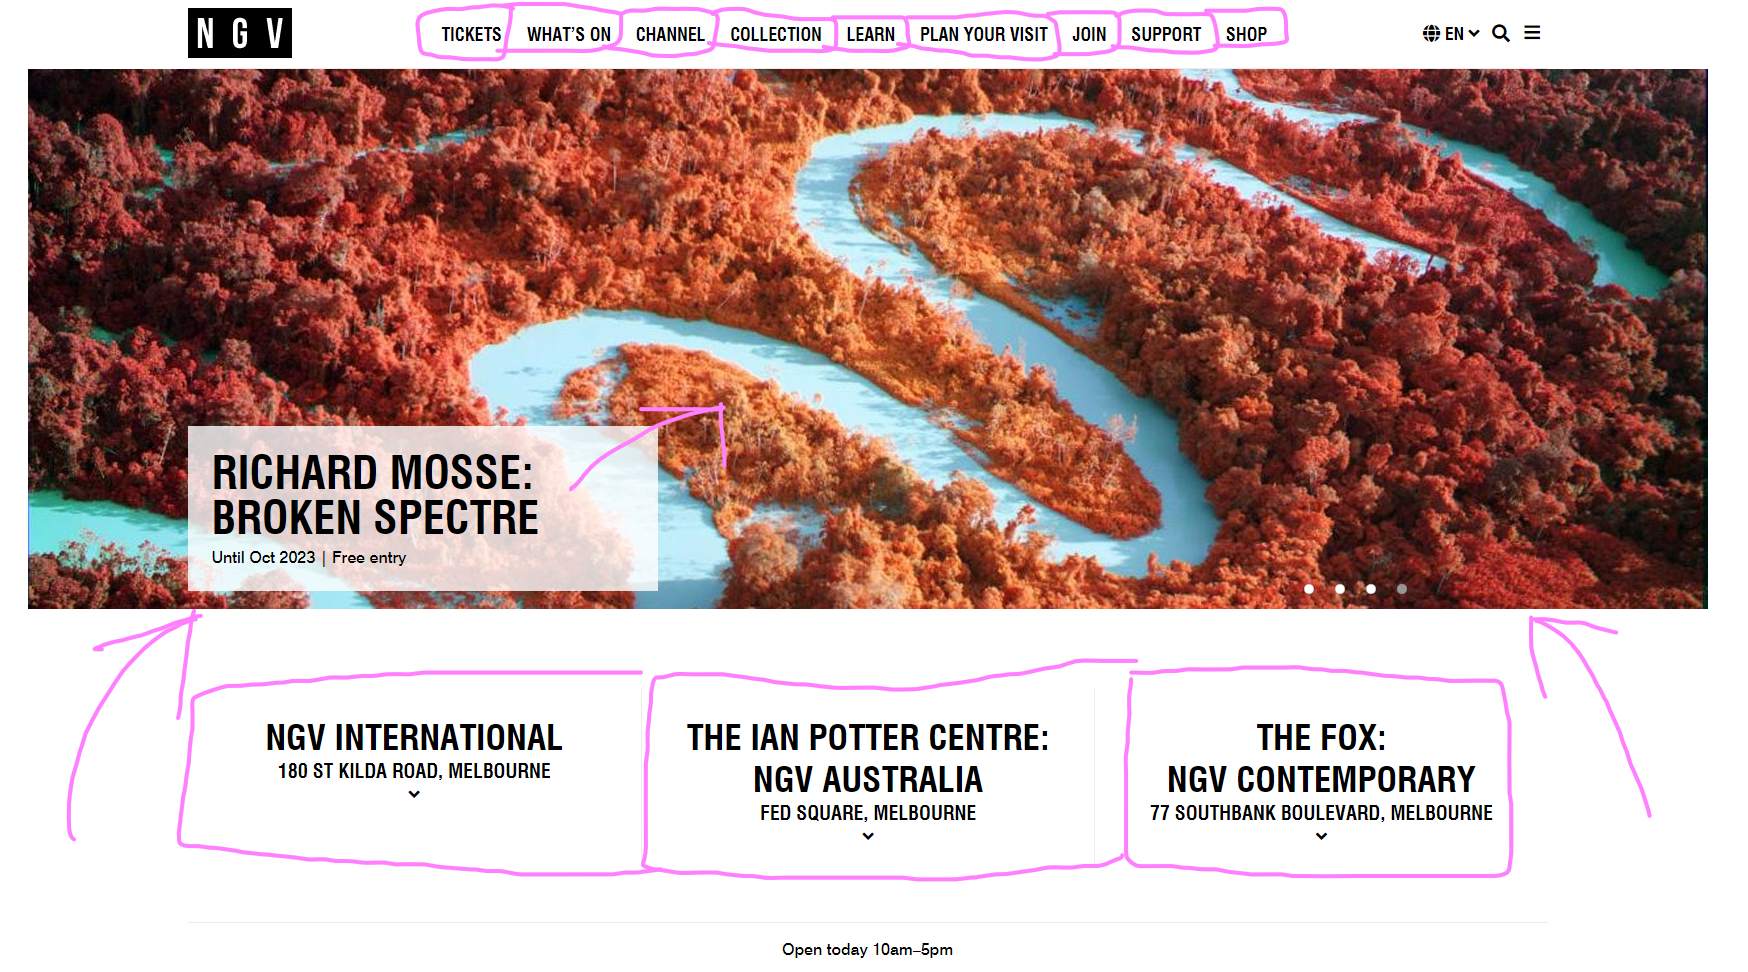 NGV
TICKETS WHAT'S ON CHANNEL COLLECTION LEARN PLAN YOUR VISIT JOIN SUPPORT SHOP
EN
RICHARD MOSSE:
BROKEN SPECTRE
Until Oct 2023 | Free entry
NGV INTERNATIONAL
180 ST KILDA ROAD, MELBOURNE
THE IAN POTTER CENTRE:
NGV AUSTRALIA
FED SQUARE, MELBOURNE
THE FOX:
NGV CONTEMPORARY
77 SOUTHBANK BOULEVARD, MELBOURNE
Open today 10am–5pm